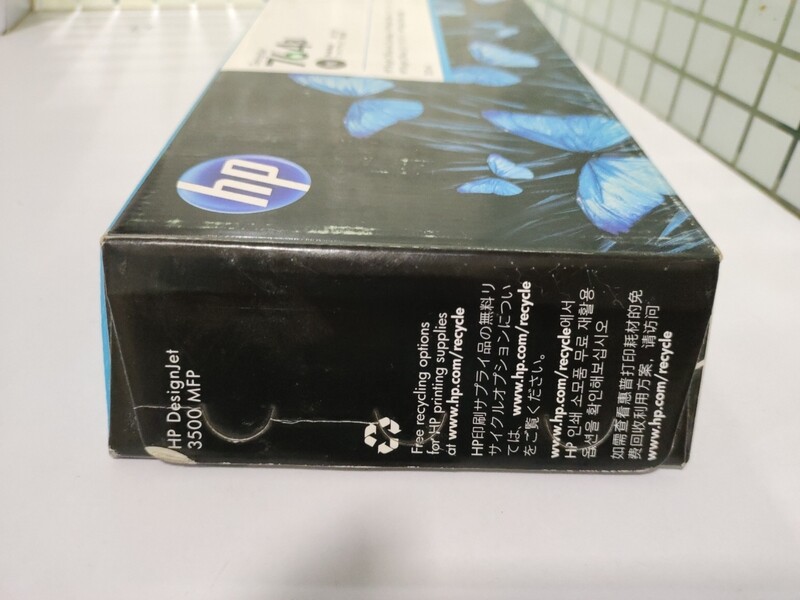 hp
764
HP DesignJet
3500 MFP
Free recycling options
for HP printing supplies
at www.hp.com/recycle
HP印刷サプライ品の無料リ
サイクルオプションについ
ては、www.hp.com/recycle
をご覧ください。
www.hp.com/recycle에서
HP 인쇄 소모품 무료 재활용
옵션을 확인해보십시오
如需查看惠普打印耗材的免
费回收利用方案，请访问
www.hp.com/recycle